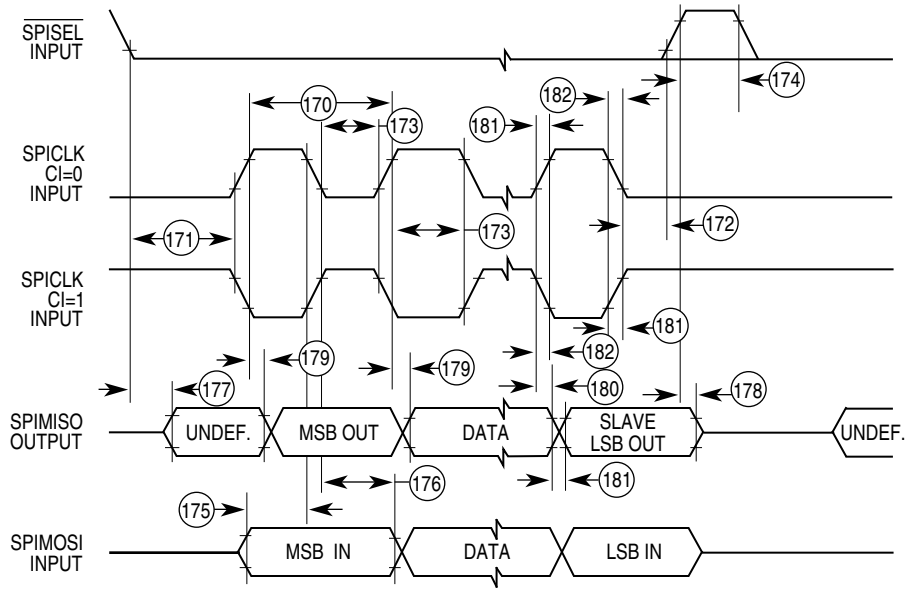 SPISEL
INPUT
174
182
170
181
173
SPICLK
CI=0
INPUT
172
173
171
SPICLK
CI=1
INPUT
181
182
179
179
180
178
177
SPIMISO
OUTPUT
UNDEF.
MSB OUT
DATA
SLAVE
LSB OUT
UNDEF.
181
176
175
SPIMOSI
INPUT
MSB IN
DATA
LSB IN